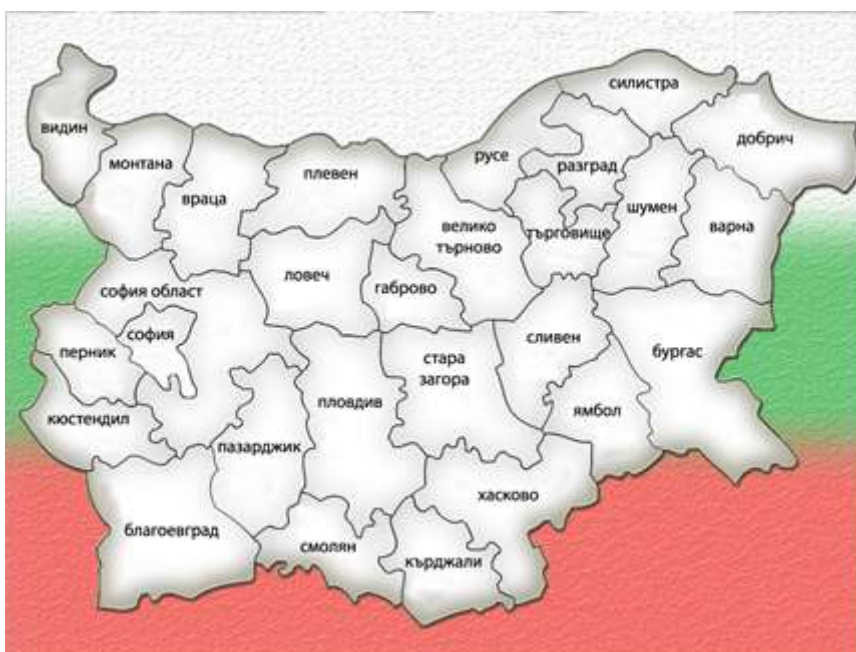 силистра
видин
добрич
монтана
русе
разград
плевен
враца
шумен
велико
търново
търговище
варна
ловеч
габрово
софия област
софия
перник
сливен
бургас
стара
загора
пловдив
ямбол
кюстендил
пазарджик
хасково
благоевград
смолян
кърджали